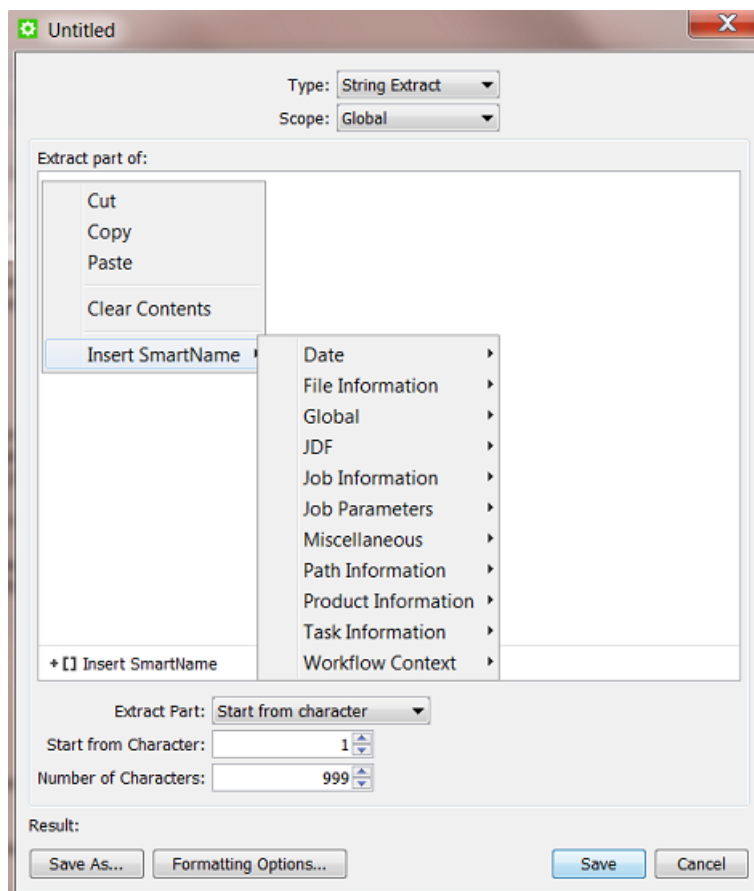 Untitled
Type: String Extract
Scope: Global
Extract part of:
Cut
Copy
Paste
Clear Contents
Insert SmartName
Date
File Information
Global
JDF
Job Information
Job Parameters
Miscellaneous
Path Information
Product Information
Task Information
Workflow Context
+[] Insert SmartName
Extract Part: Start from character
Start from Character: 1
Number of Characters: 999
Result:
Save As... Formatting Options... Save Cancel